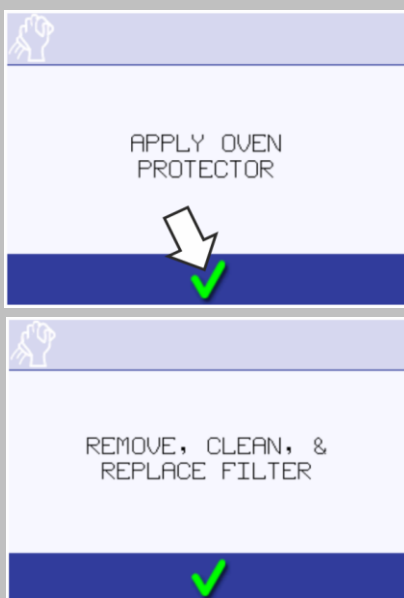 APPLY OVEN
PROTECTOR
REMOVE, CLEAN, &
REPLACE FILTER